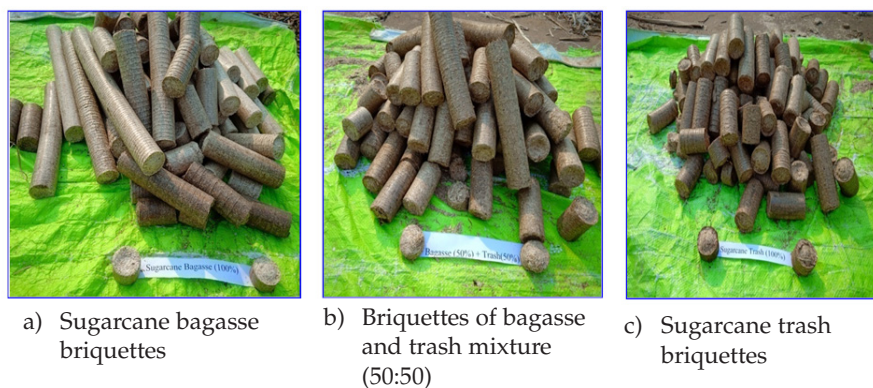 Sugarcane Bagasse (100%)
Bagasse (50%) + Trash(50%)
Sugarcane Trash (100%)
a) Sugarcane bagasse
briquettes
b) Briquettes of bagasse
and trash mixture
(50:50)
c) Sugarcane trash
briquettes